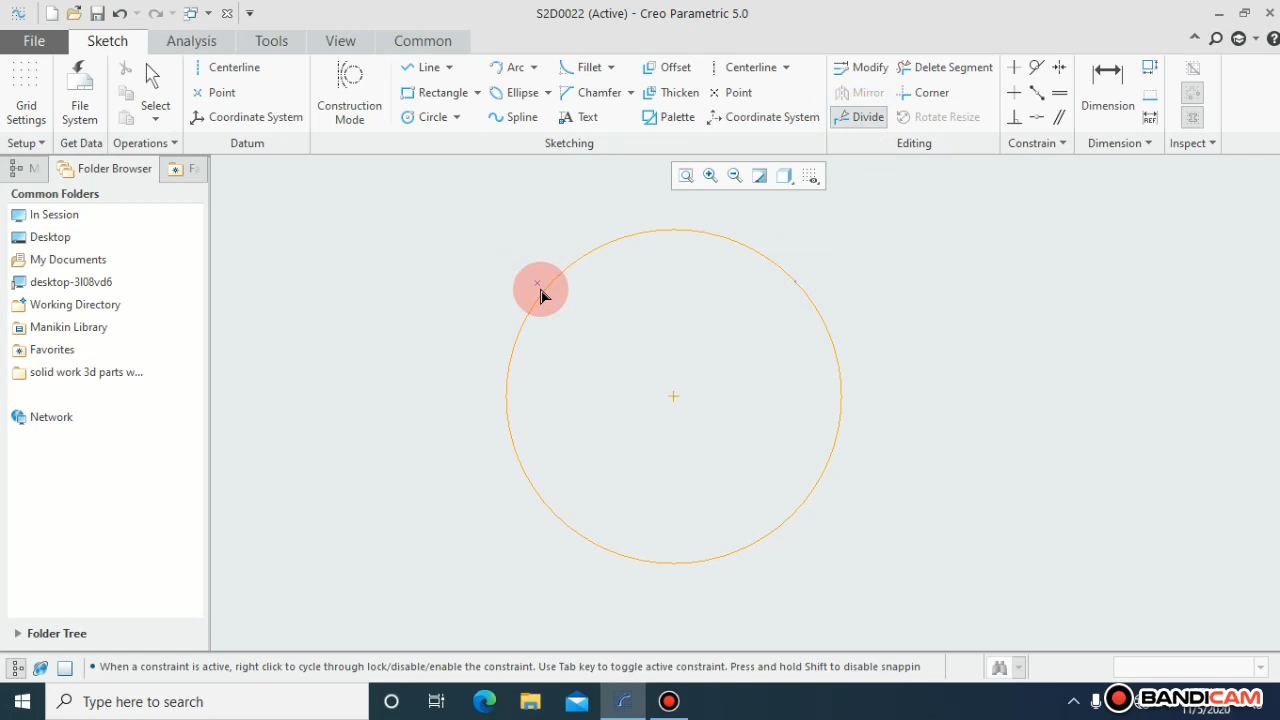 S2D0022 (Active) - Creo Parametric 5.0
File Sketch Analysis Tools View Common
Grid Settings
File System
Select
Centerline
Point
Coordinate System
Construction Mode
Line Arc Fillet Offset Centerline
Rectangle Ellipse Chamfer Thicken Point
Circle Spline Text Palette Coordinate System
Modify Delete Segment
Mirror Corner
Divide Rotate Resize
Dimension
REF
Setup Get Data Operations Datum Sketching Editing Constrain Dimension Inspect
M Folder Browser Fa
Common Folders
In Session
Desktop
My Documents
desktop-3l08vd6
Working Directory
Manikin Library
Favorites
solid work 3d parts w...
Network
Folder Tree
• When a constraint is active, right click to cycle through lock/disable/enable the constraint. Use Tab key to toggle active constraint. Press and hold Shift to disable snappin
Type here to search
BANDICAM
11/5/2020